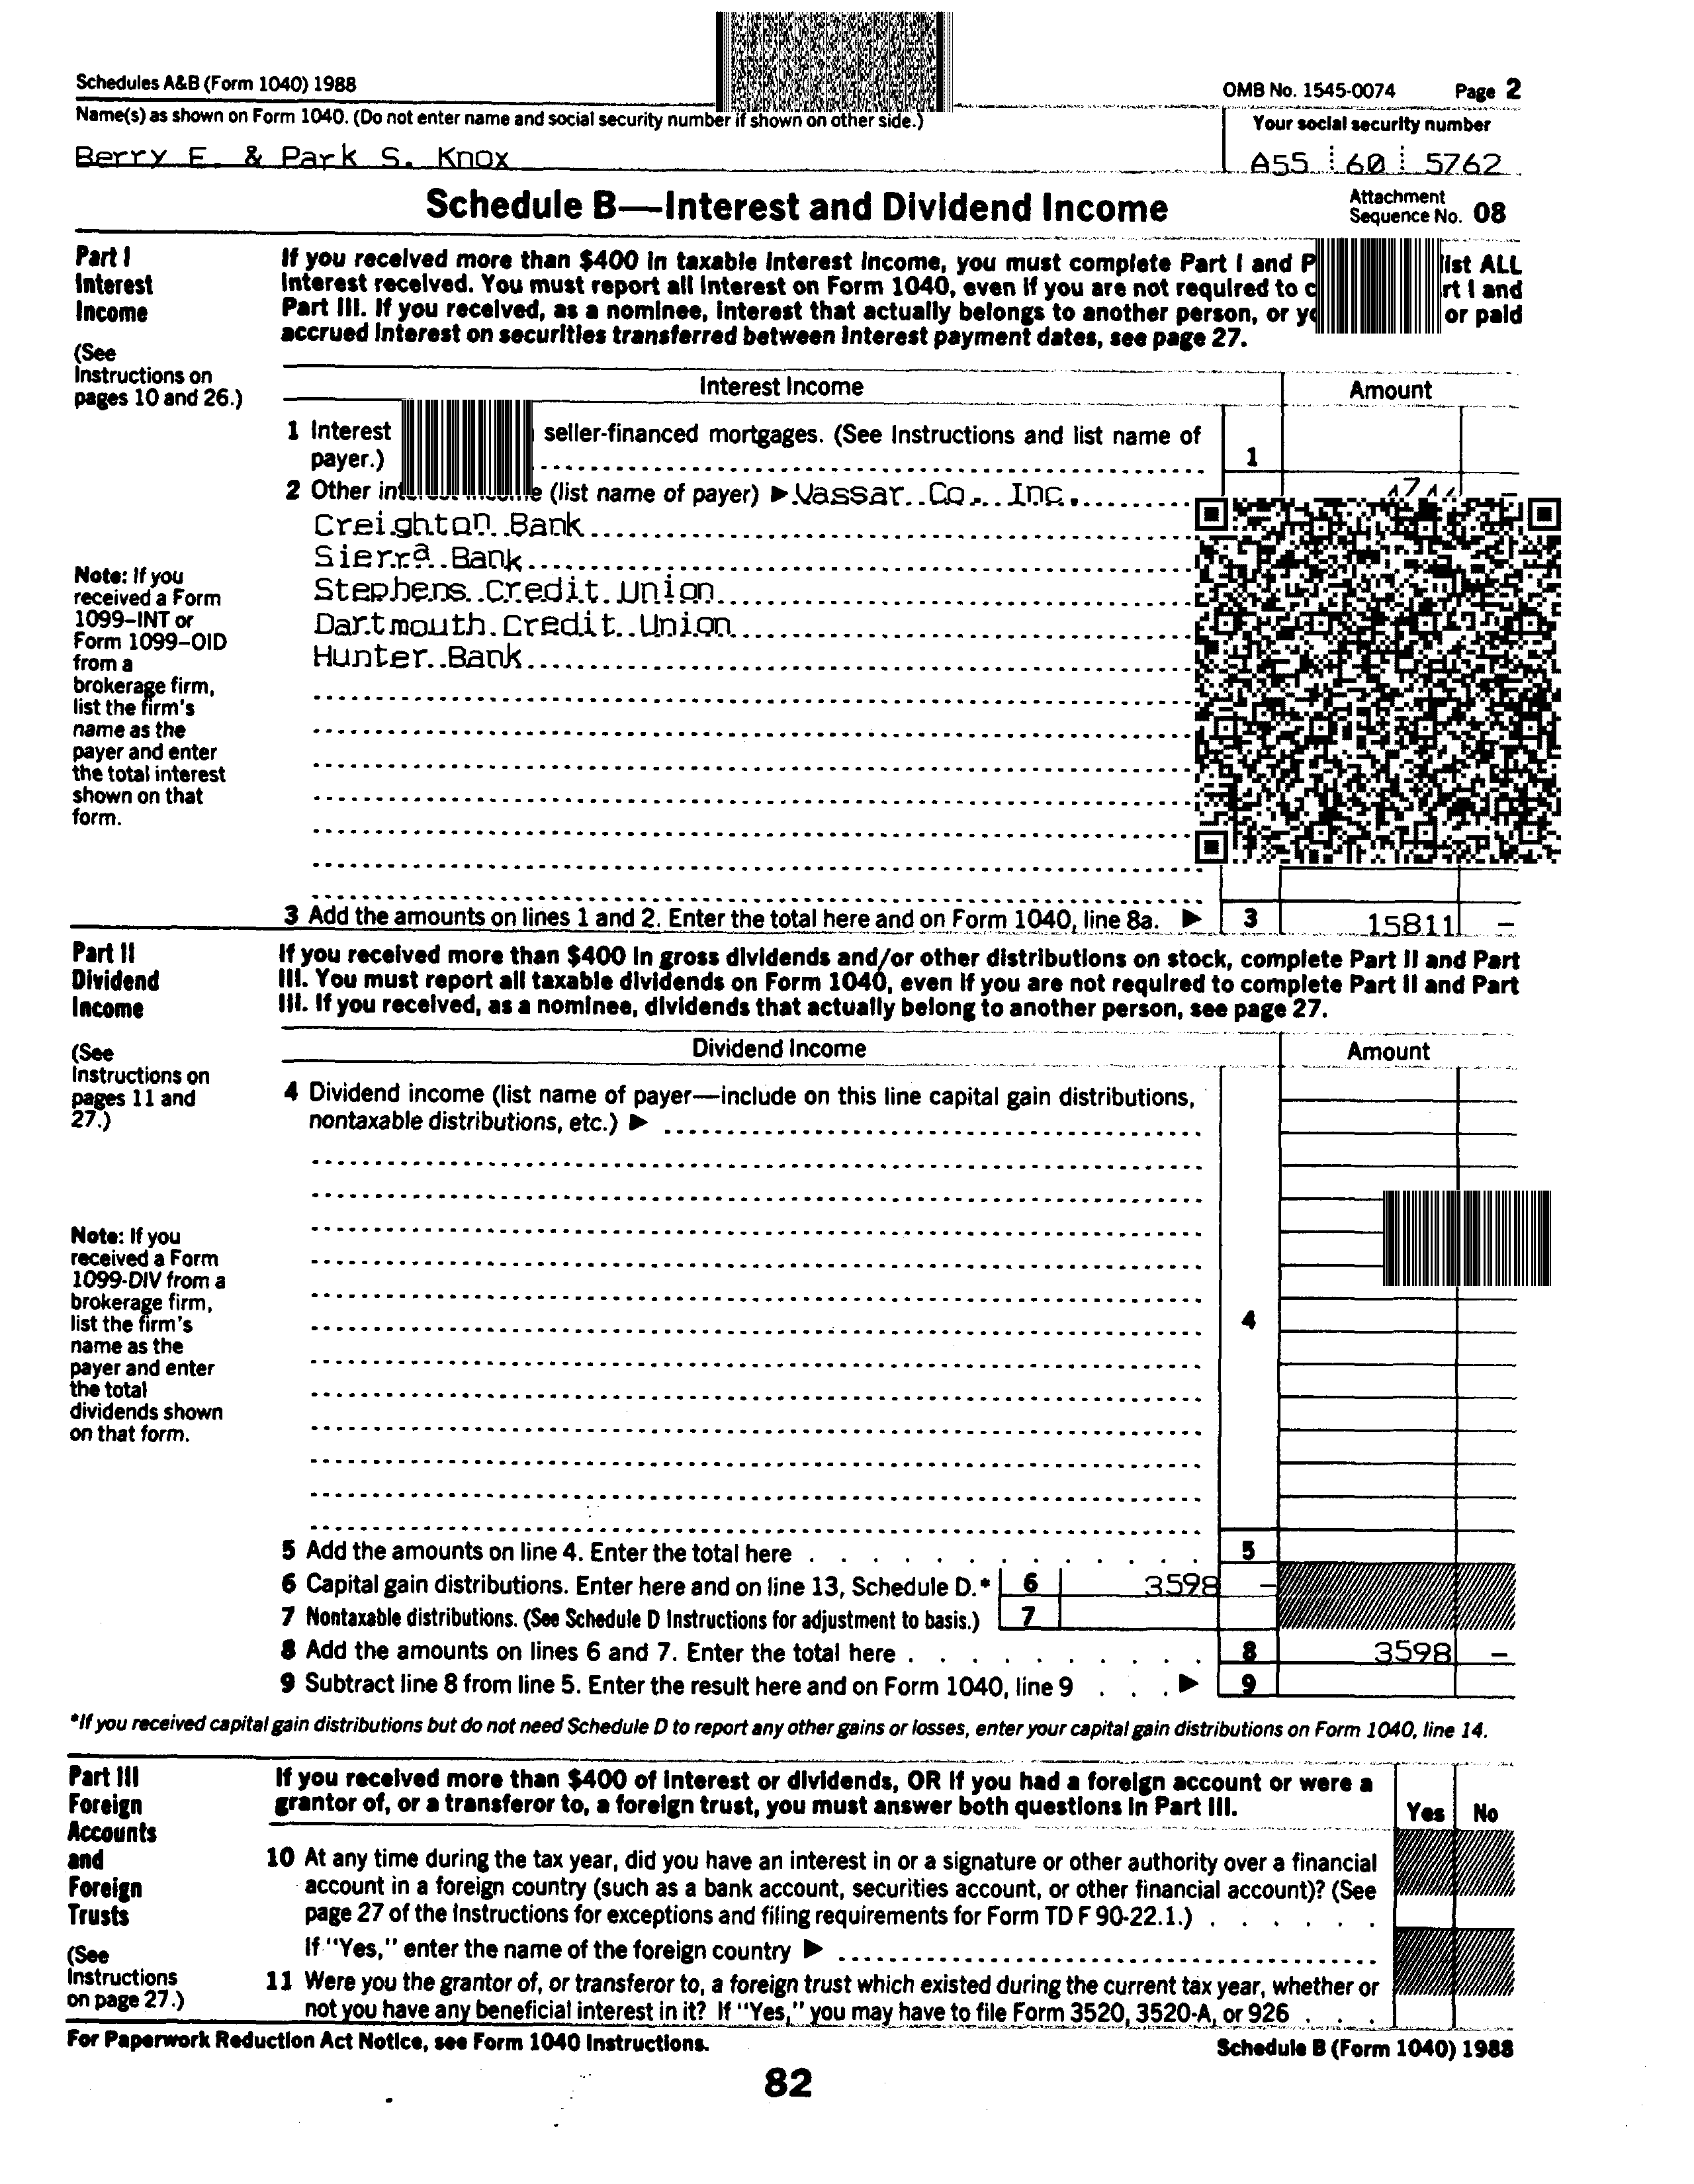 Schedules A&B (Form 1040) 1988
OMB No. 1545-0074 Page 2
Name(s) as shown on Form 1040. (Do not enter name and social security number if shown on other side.)
Your social security number
Berry E. & Park S. Knox
A55 60 5762
Schedule B—Interest and Dividend Income
Attachment
Sequence No. 08
Part I
Interest
Income
(See
Instructions on
pages 10 and 26.)
If you received more than $400 in taxable interest income, you must complete Part I and list ALL
interest received. You must report all interest on Form 1040, even if you are not required to rt I and
Part III. If you received, as a nominee, interest that actually belongs to another person, or or paid
accrued interest on securities transferred between interest payment dates, see page 27.
Interest Income
Amount
1 Interest seller-financed mortgages. (See Instructions and list name of
payer.)
1
2 Other (list name of payer) ▶ Vassar Co. Inc.
Creighton Bank
Sierra Bank
Stephens Credit Union
Dartmouth Credit Union
Hunter Bank
Note: If you
received a Form
1099–INT or
Form 1099–OID
from a
brokerage firm,
list the firm's
name as the
payer and enter
the total interest
shown on that
form.
3 Add the amounts on lines 1 and 2. Enter the total here and on Form 1040, line 8a. ▶ 3 15811 –
Part II
Dividend
Income
(See
Instructions on
pages 11 and
27.)
If you received more than $400 in gross dividends and/or other distributions on stock, complete Part II and Part
III. You must report all taxable dividends on Form 1040, even if you are not required to complete Part II and Part
III. If you received, as a nominee, dividends that actually belong to another person, see page 27.
Dividend Income
Amount
4 Dividend income (list name of payer—include on this line capital gain distributions,
nontaxable distributions, etc.) ▶
4
Note: If you
received a Form
1099-DIV from a
brokerage firm,
list the firm's
name as the
payer and enter
the total
dividends shown
on that form.
5 Add the amounts on line 4. Enter the total here . . . . . . . . . . . . 5
6 Capital gain distributions. Enter here and on line 13, Schedule D.* 6 3598 –
7 Nontaxable distributions. (See Schedule D Instructions for adjustment to basis.) 7
8 Add the amounts on lines 6 and 7. Enter the total here . . . . . . . . . . 8 3598 –
9 Subtract line 8 from line 5. Enter the result here and on Form 1040, line 9 . . . ▶ 9
*If you received capital gain distributions but do not need Schedule D to report any other gains or losses, enter your capital gain distributions on Form 1040, line 14.
Part III
Foreign
Accounts
and
Foreign
Trusts
(See
Instructions
on page 27.)
If you received more than $400 of interest or dividends, OR if you had a foreign account or were a
grantor of, or a transferor to, a foreign trust, you must answer both questions in Part III.
Yes No
10 At any time during the tax year, did you have an interest in or a signature or other authority over a financial
account in a foreign country (such as a bank account, securities account, or other financial account)? (See
page 27 of the Instructions for exceptions and filing requirements for Form TD F 90-22.1.) . . . . . .
If "Yes," enter the name of the foreign country ▶
11 Were you the grantor of, or transferor to, a foreign trust which existed during the current tax year, whether or
not you have any beneficial interest in it? If "Yes," you may have to file Form 3520, 3520-A, or 926 . . .
For Paperwork Reduction Act Notice, see Form 1040 Instructions.
Schedule B (Form 1040) 1988
82